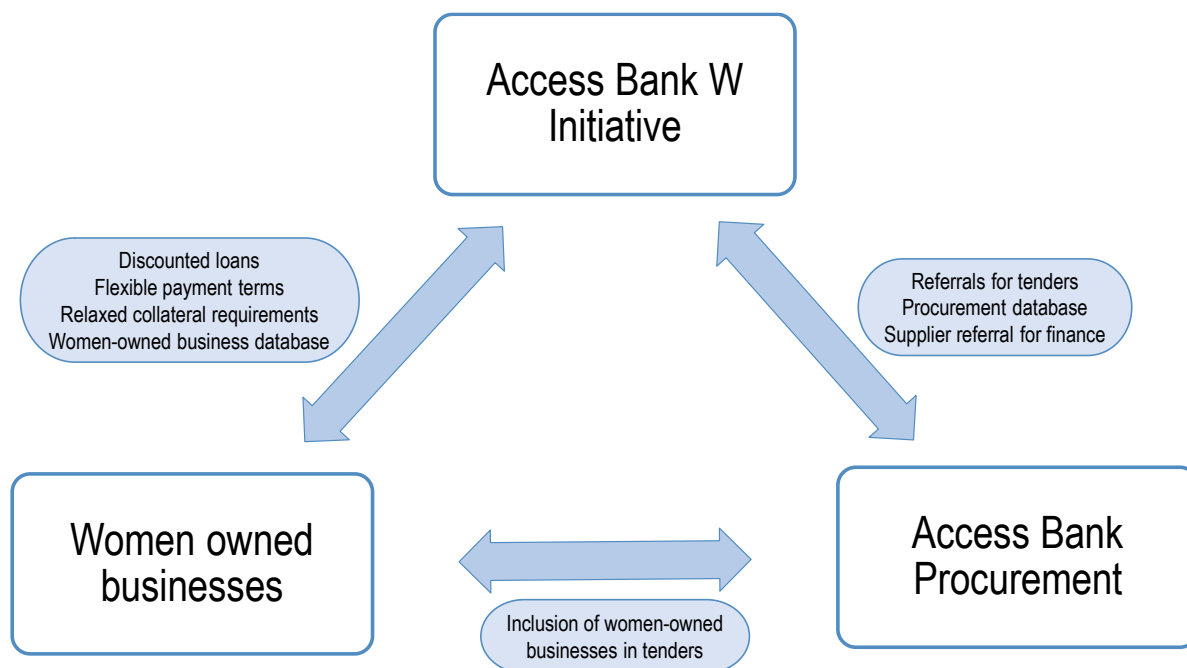 Access Bank W
Initiative
Discounted loans
Flexible payment terms
Relaxed collateral requirements
Women-owned business database
Referrals for tenders
Procurement database
Supplier referral for finance
Women owned
businesses
Access Bank
Procurement
Inclusion of women-owned
businesses in tenders